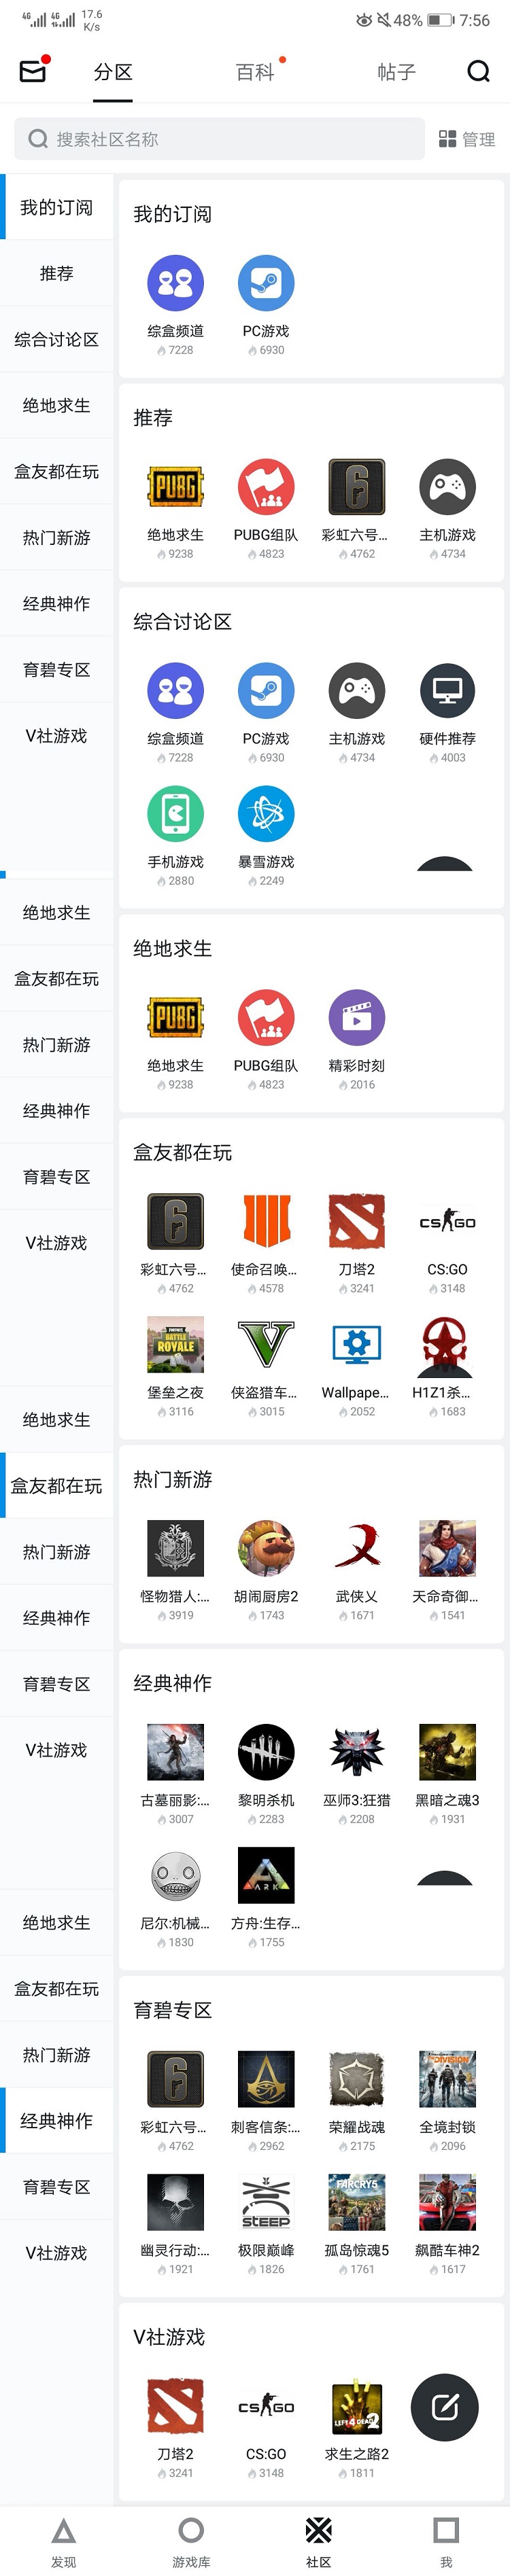 4G 4G 17.6 K/s 48% 7:56
分区 百科 帖子
搜索社区名称 管理
我的订阅
推荐
综合讨论区
绝地求生
盒友都在玩
热门新游
经典神作
育碧专区
V社游戏
绝地求生
盒友都在玩
热门新游
经典神作
育碧专区
V社游戏
绝地求生
盒友都在玩
热门新游
经典神作
育碧专区
V社游戏
绝地求生
盒友都在玩
热门新游
经典神作
育碧专区
V社游戏
我的订阅
综盒频道 PC游戏
7228 6930
推荐
PUBG
绝地求生 PUBG组队 彩虹六号... 主机游戏
9238 4823 4762 4734
综合讨论区
综盒频道 PC游戏 主机游戏 硬件推荐
7228 6930 4734 4003
手机游戏 暴雪游戏
2880 2249
绝地求生
PUBG
绝地求生 PUBG组队 精彩时刻
9238 4823 2016
盒友都在玩
CS GO
彩虹六号... 使命召唤... 刀塔2 CS:GO
4762 4578 3241 3148
FORTNITE BATTLE ROYALE
堡垒之夜 侠盗猎车... Wallpape... H1Z1杀...
3116 3015 2052 1683
热门新游
怪物猎人:... 胡闹厨房2 武侠乂 天命奇御...
3919 1743 1671 1541
经典神作
古墓丽影:... 黎明杀机 巫师3:狂猎 黑暗之魂3
3007 2283 2208 1931
ARK
尼尔:机械... 方舟:生存...
1830 1755
育碧专区
THE DIVISION
彩虹六号... 刺客信条:... 荣耀战魂 全境封锁
4762 2962 2175 2096
STEEP FARCRY5
幽灵行动:... 极限巅峰 孤岛惊魂5 飙酷车神2
1921 1826 1761 1617
V社游戏
CS GO LEFT 4 DEAD 2
刀塔2 CS:GO 求生之路2
3241 3148 1811
发现 游戏库 社区 我